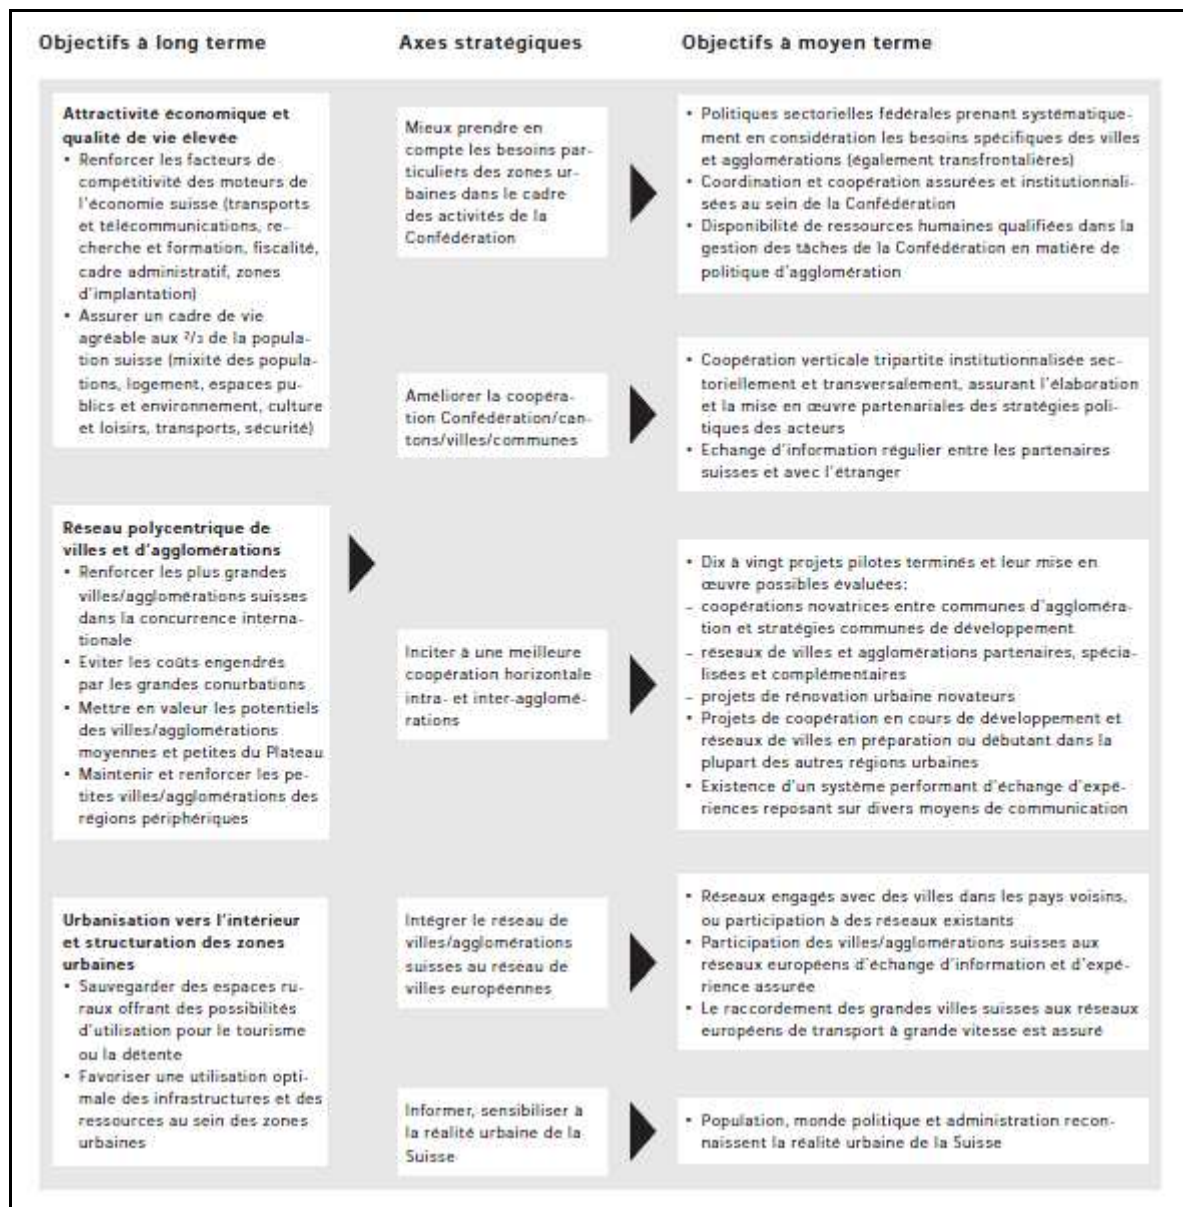 Objectifs à long terme
Axes stratégiques
Objectifs à moyen terme
Attractivité économique et
qualité de vie élevée
• Renforcer les facteurs de
compétitivité des moteurs de
l'économie suisse (transports
et télécommunications, re-
cherche et formation, fiscalité,
cadre administratif, zones
d'implantation)
• Assurer un cadre de vie
agréable aux 2/3 de la popula-
tion suisse (mixité des popula-
tions, logement, espaces pu-
blics et environnement, culture
et loisirs, transports, sécurité)
Réseau polycentrique de
villes et d'agglomérations
• Renforcer les plus grandes
villes/agglomérations suisses
dans la concurrence interna-
tionale
• Eviter les coûts engendrés
par les grandes conurbations
• Mettre en valeur les potentiels
des villes/agglomérations
moyennes et petites du Plateau
• Maintenir et renforcer les pe-
tites villes/agglomérations des
régions périphériques
Urbanisation vers l'intérieur
et structuration des zones
urbaines
• Sauvegarder des espaces ru-
raux offrant des possibilités
d'utilisation pour le tourisme
ou la détente
• Favoriser une utilisation opti-
male des infrastructures et des
ressources au sein des zones
urbaines
Mieux prendre en
compte les besoins par-
ticuliers des zones ur-
baines dans le cadre
des activités de la
Confédération
• Politiques sectorielles fédérales prenant systématique-
ment en considération les besoins spécifiques des villes
et agglomérations (également transfrontalières)
• Coordination et coopération assurées et institutionnali-
sées au sein de la Confédération
• Disponibilité de ressources humaines qualifiées dans la
gestion des tâches de la Confédération en matière de
politique d'agglomération
Améliorer la coopéra-
tion Confédération/can-
tons/villes/communes
• Coopération verticale tripartite institutionnalisée sec-
toriellement et transversalement, assurant l'élaboration
et la mise en œuvre partenariales des stratégies poli-
tiques des acteurs
• Echange d'information régulier entre les partenaires
suisses et avec l'étranger
Inciter à une meilleure
coopération horizontale
intra- et inter-agglomé-
rations
• Dix à vingt projets pilotes terminés et leur mise en
œuvre possibles évaluées:
– coopérations novatrices entre communes d'aggloméra-
tion et stratégies communes de développement
– réseaux de villes et agglomérations partenaires, spécia-
lisées et complémentaires
– projets de rénovation urbaine novateurs
• Projets de coopération en cours de développement et
réseaux de villes en préparation ou débutant dans la
plupart des autres régions urbaines
• Existence d'un système performant d'échange d'expé-
riences reposant sur divers moyens de communication
Intégrer le réseau de
villes/agglomérations
suisses au réseau de
villes européennes
• Réseaux engagés avec des villes dans les pays voisins,
ou participation à des réseaux existants
• Participation des villes/agglomérations suisses aux
réseaux européens d'échange d'information et d'expé-
rience assurée
• Le raccordement des grandes villes suisses aux réseaux
européens de transport à grande vitesse est assuré
Informer, sensibiliser à
la réalité urbaine de la
Suisse
• Population, monde politique et administration recon-
naissent la réalité urbaine de la Suisse